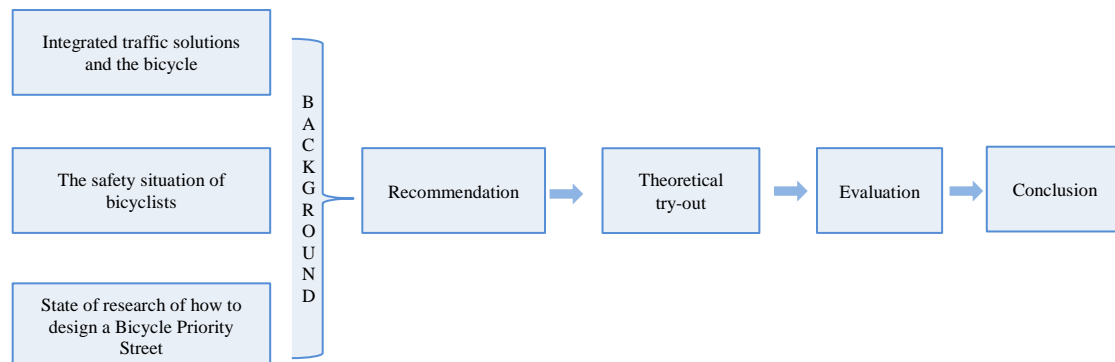 Integrated traffic solutions
and the bicycle
The safety situation of
bicyclists
State of research of how to
design a Bicycle Priority
Street
B
A
C
K
G
R
O
U
N
D
Recommendation
Theoretical
try-out
Evaluation
Conclusion